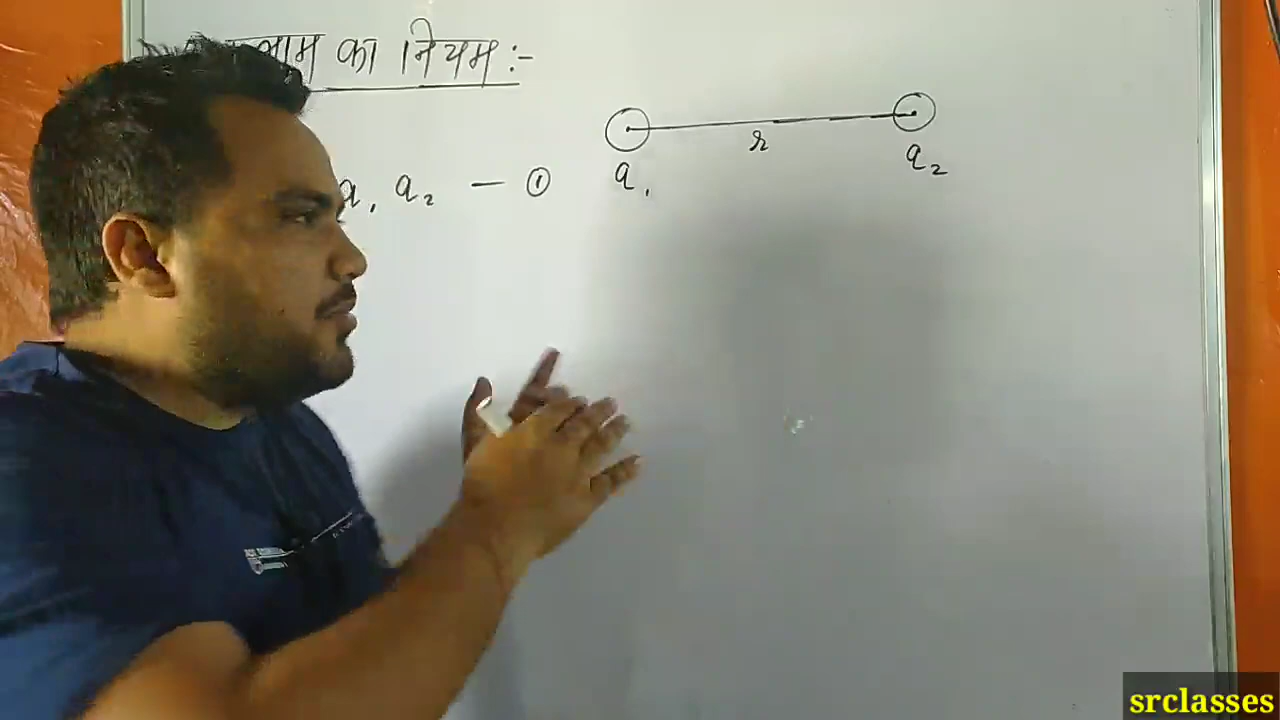 का नियम :-
r
q₁ q₂ — ①
q₁
q₂
srclasses